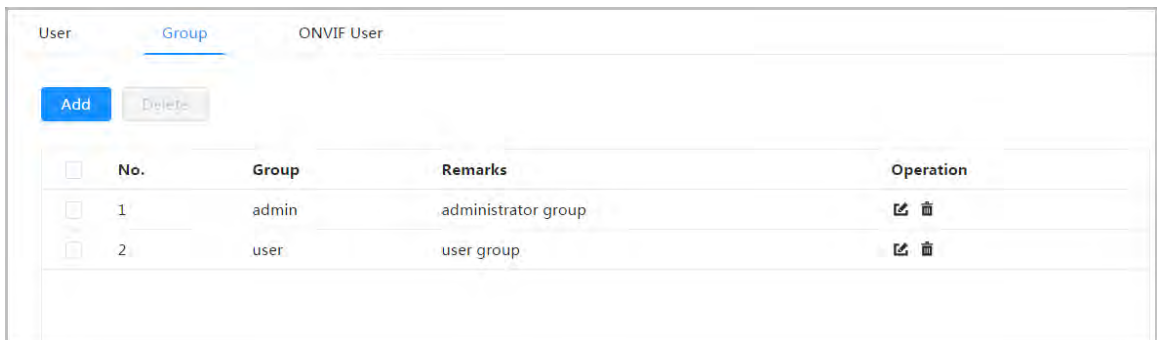 User Group ONVIF User
Add Delete
No. Group Remarks Operation
1 admin administrator group
2 user user group